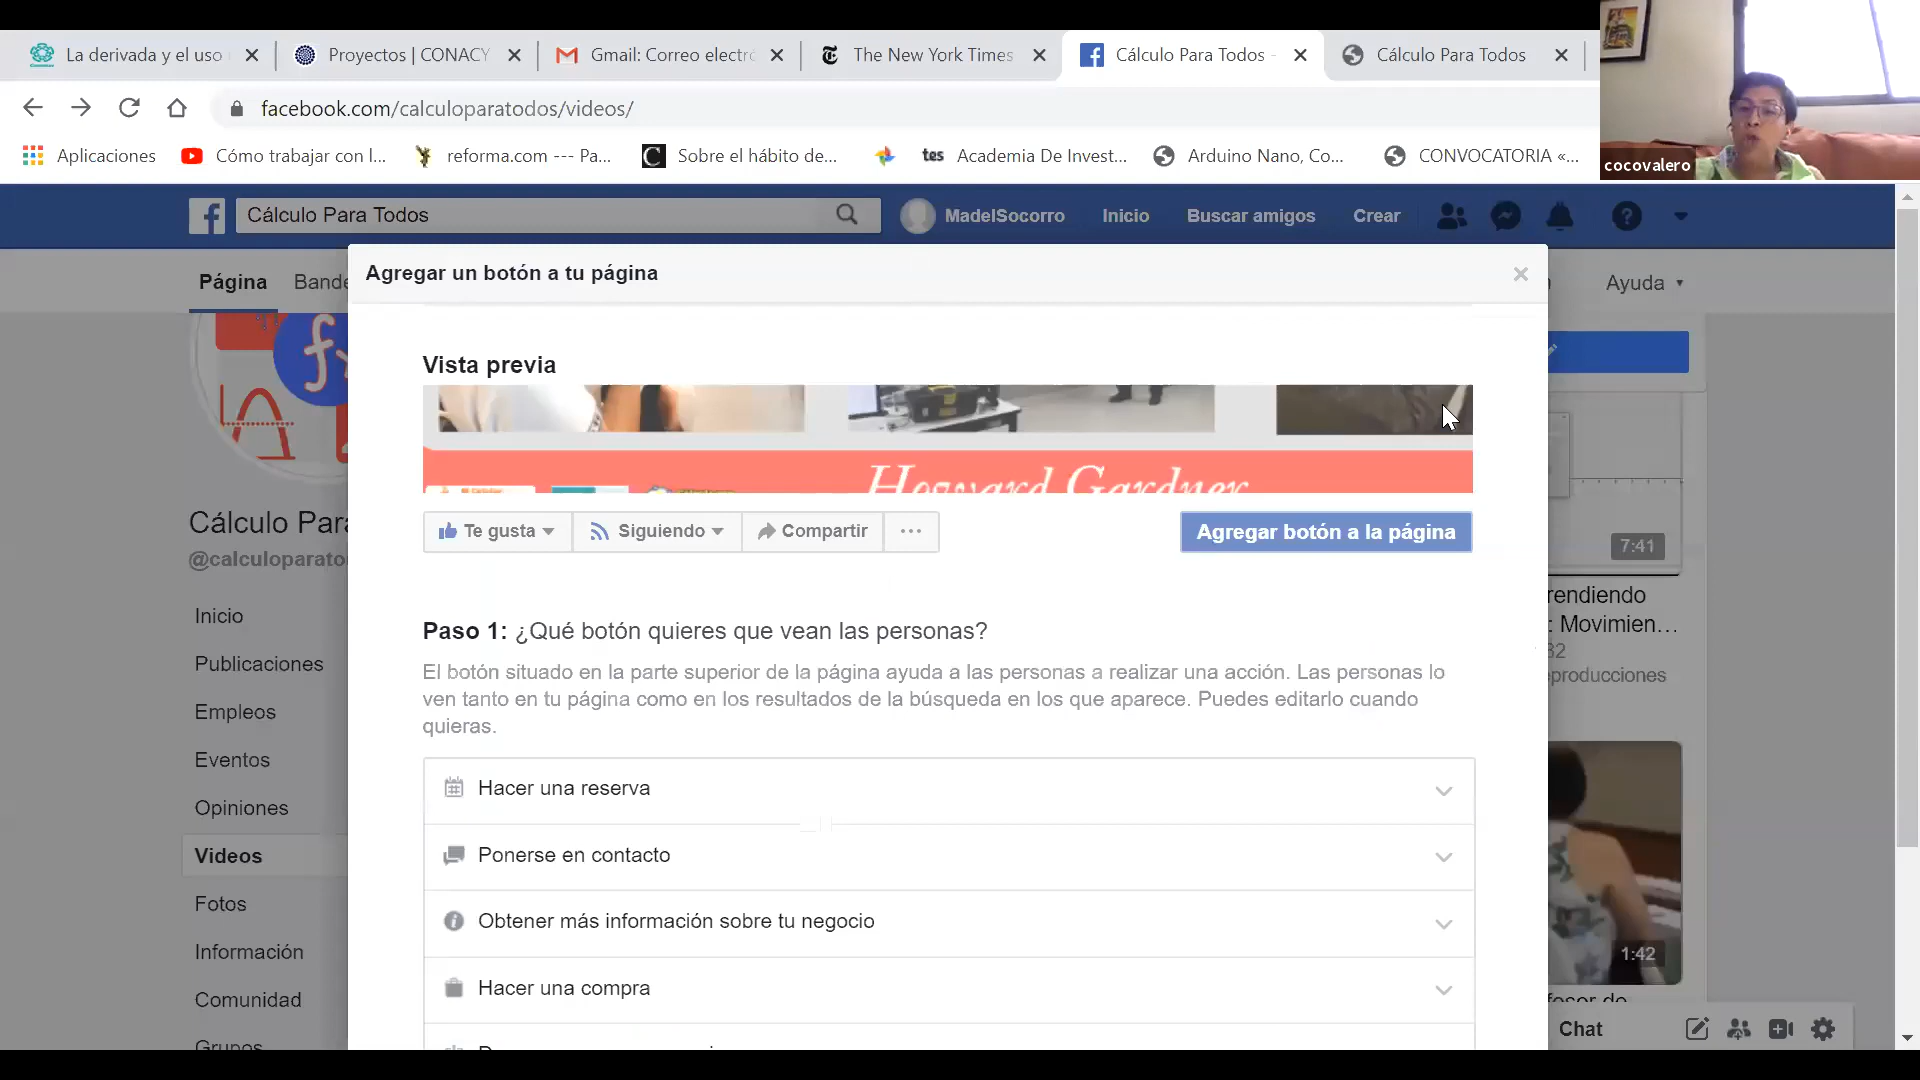 La derivada y el uso
Proyectos | CONACY
Gmail: Correo electró
The New York Times
Cálculo Para Todos -
Cálculo Para Todos
facebook.com/calculoparatodos/videos/
Aplicaciones
Cómo trabajar con l...
reforma.com --- Pa...
Sobre el hábito de...
tes
Academia De Invest...
Arduino Nano, Co...
CONVOCATORIA «...
cocovalero
Cálculo Para Todos
MadelSocorro
Inicio
Buscar amigos
Crear
Página
Bande
Ayuda
Agregar un botón a tu página
Vista previa
Howard Gardner
Te gusta
Siguiendo
Compartir
Agregar botón a la página
Paso 1: ¿Qué botón quieres que vean las personas?
El botón situado en la parte superior de la página ayuda a las personas a realizar una acción. Las personas lo
ven tanto en tu página como en los resultados de la búsqueda en los que aparece. Puedes editarlo cuando
quieras.
Hacer una reserva
Ponerse en contacto
Obtener más información sobre tu negocio
Hacer una compra
Cálculo Para
@calculoparato
Inicio
Publicaciones
Empleos
Eventos
Opiniones
Videos
Fotos
Información
Comunidad
Grupos
7:41
rendiendo
: Movimien...
32
eproducciones
1:42
fesor de
Chat